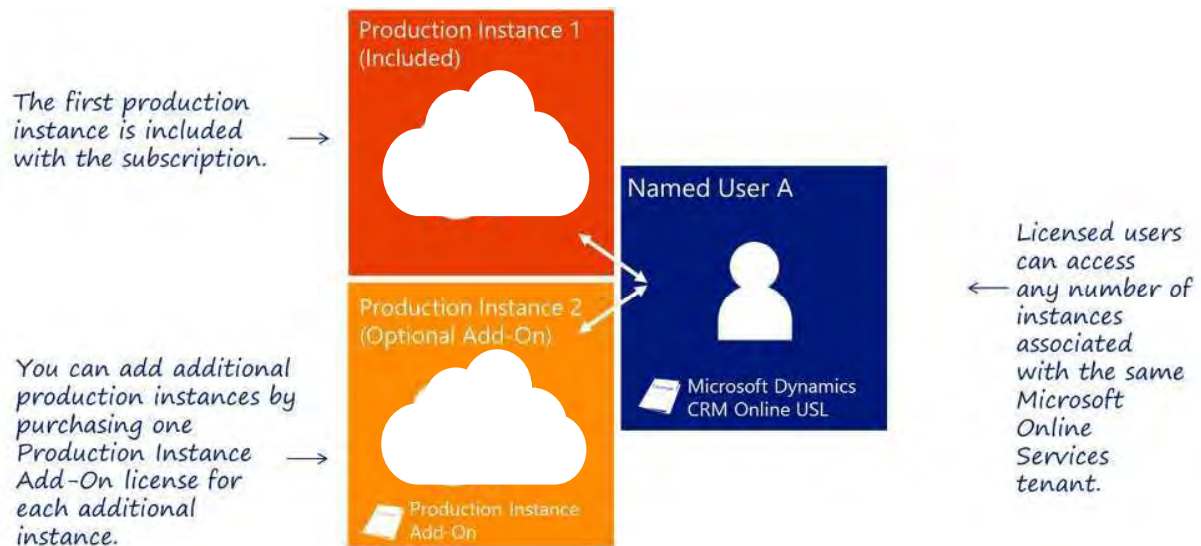 Production Instance 1
(Included)
The first production
instance is included
with the subscription.
Named User A
Microsoft Dynamics
CRM Online USL
Licensed users
can access
any number of
instances
associated
with the same
Microsoft
Online
Services
tenant.
Production Instance 2
(Optional Add-On)
You can add additional
production instances by
purchasing one
Production Instance
Add-On license for
each additional
instance.
Production Instance
Add-On